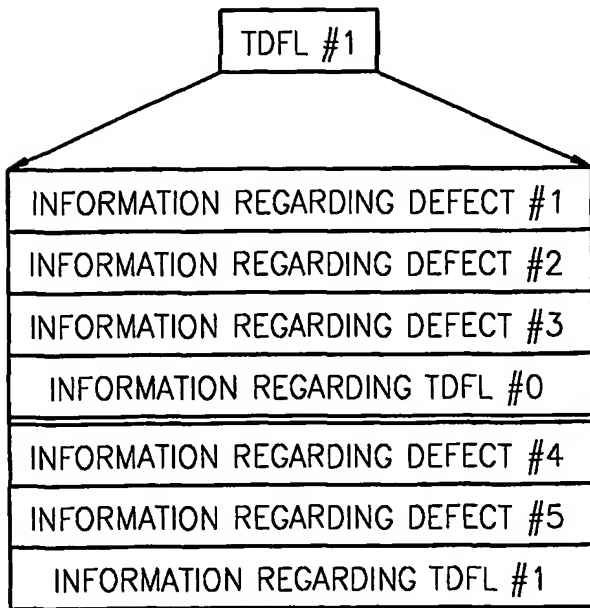 TDFL #1
INFORMATION REGARDING DEFECT #1
INFORMATION REGARDING DEFECT #2
INFORMATION REGARDING DEFECT #3
INFORMATION REGARDING TDFL #0
INFORMATION REGARDING DEFECT #4
INFORMATION REGARDING DEFECT #5
INFORMATION REGARDING TDFL #1